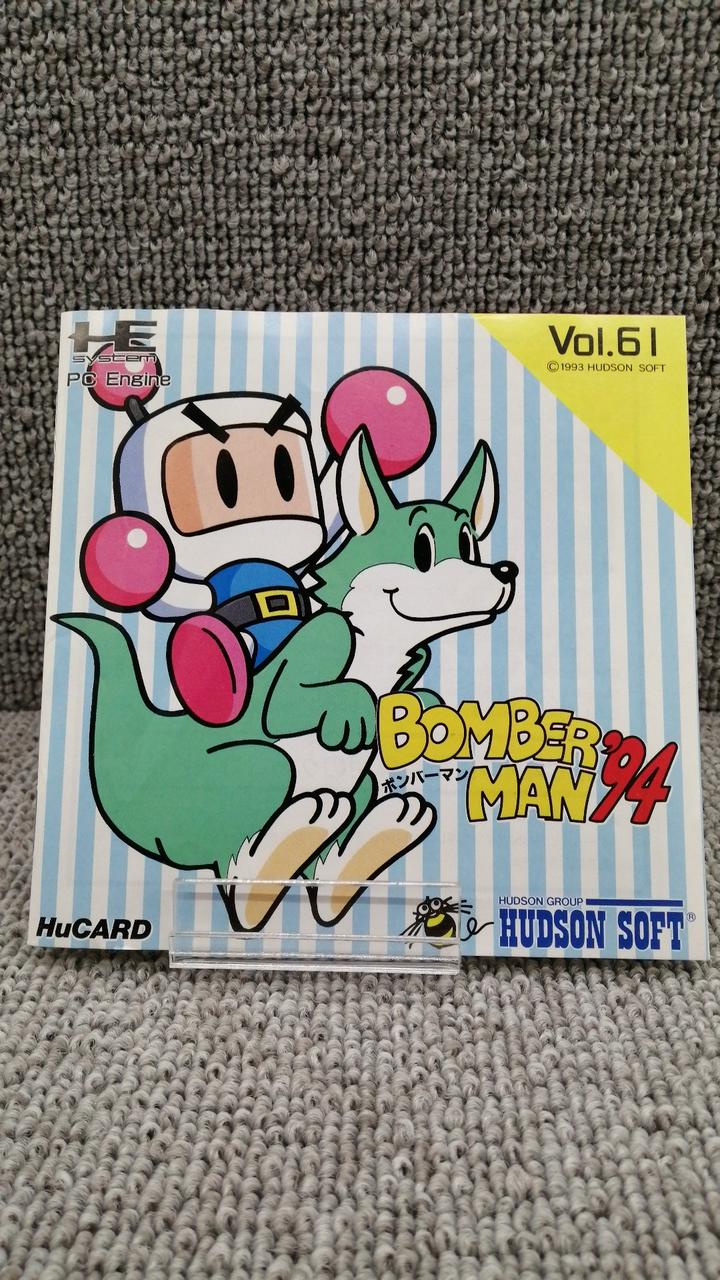 HE
system
PC Engine
Vol.61
©1993 HUDSON SOFT
BOMBER
MAN'94
ボンバーマン
HuCARD
HUDSON GROUP
HUDSON SOFT®